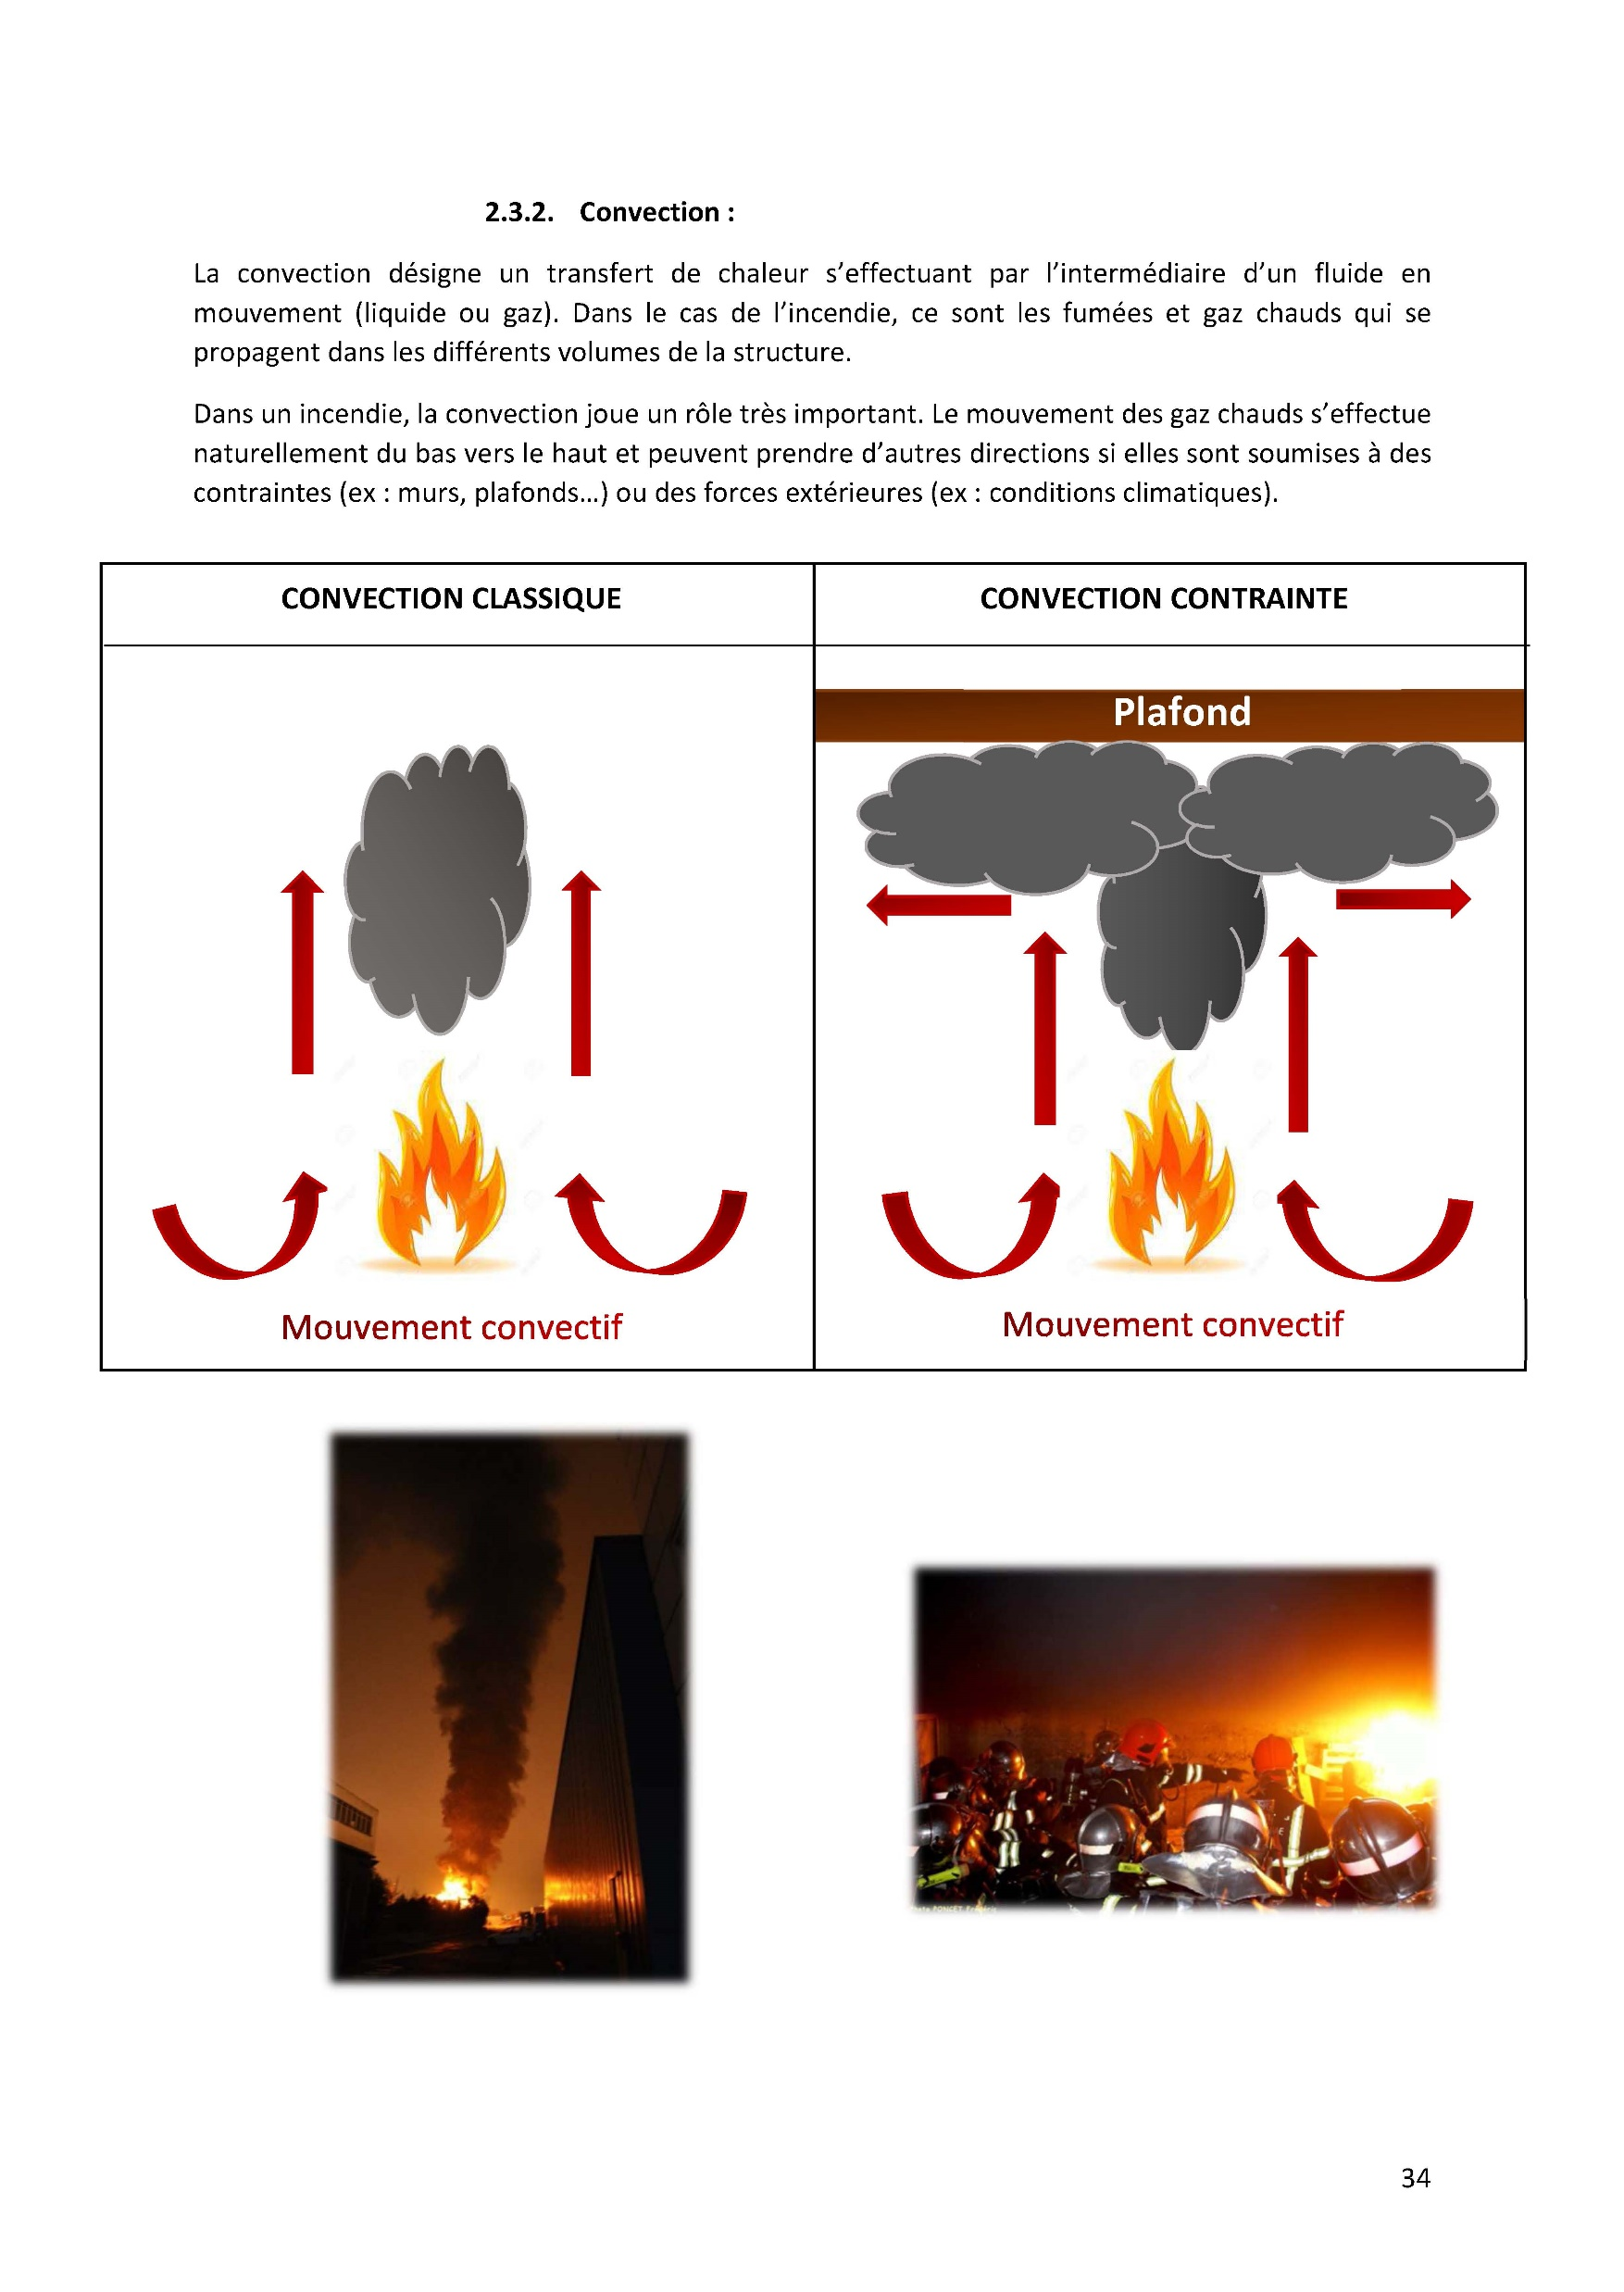 2.3.2. Convection :
La convection désigne un transfert de chaleur s’effectuant par l’intermédiaire d’un fluide en
mouvement (liquide ou gaz). Dans le cas de l’incendie, ce sont les fumées et gaz chauds qui se
propagent dans les différents volumes de la structure.
Dans un incendie, la convection joue un rôle très important. Le mouvement des gaz chauds s’effectue
naturellement du bas vers le haut et peuvent prendre d’autres directions si elles sont soumises à des
contraintes (ex : murs, plafonds…) ou des forces extérieures (ex : conditions climatiques).
CONVECTION CLASSIQUE
CONVECTION CONTRAINTE
Plafond
Mouvement convectif
Mouvement convectif
34